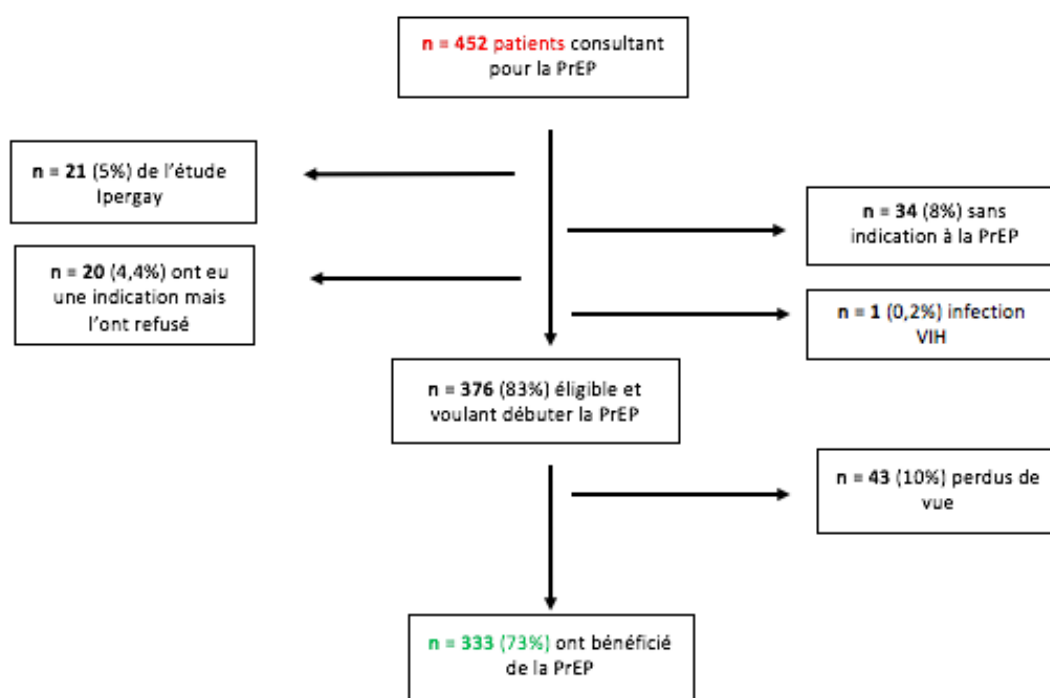 n = 452 patients consultant
pour la PrEP
n = 21 (5%) de l'étude
Ipergay
n = 34 (8%) sans
indication à la PrEP
n = 20 (4,4%) ont eu
une indication mais
l'ont refusé
n = 1 (0,2%) infection
VIH
n = 376 (83%) éligible et
voulant débuter la PrEP
n = 43 (10%) perdus de
vue
n = 333 (73%) ont bénéficié
de la PrEP